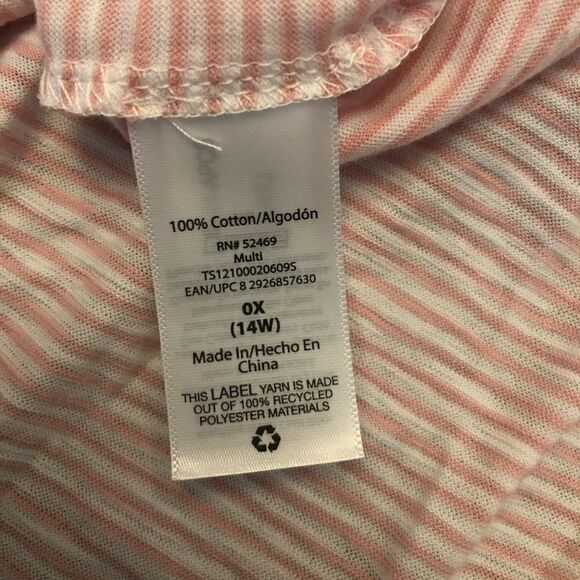 100% Cotton/Algodón
RN# 52469
Multi
TS12100020609S
EAN/UPC 8 2926857630
0X
(14W)
Made In/Hecho En
China
THIS LABEL YARN IS MADE
OUT OF 100% RECYCLED
POLYESTER MATERIALS